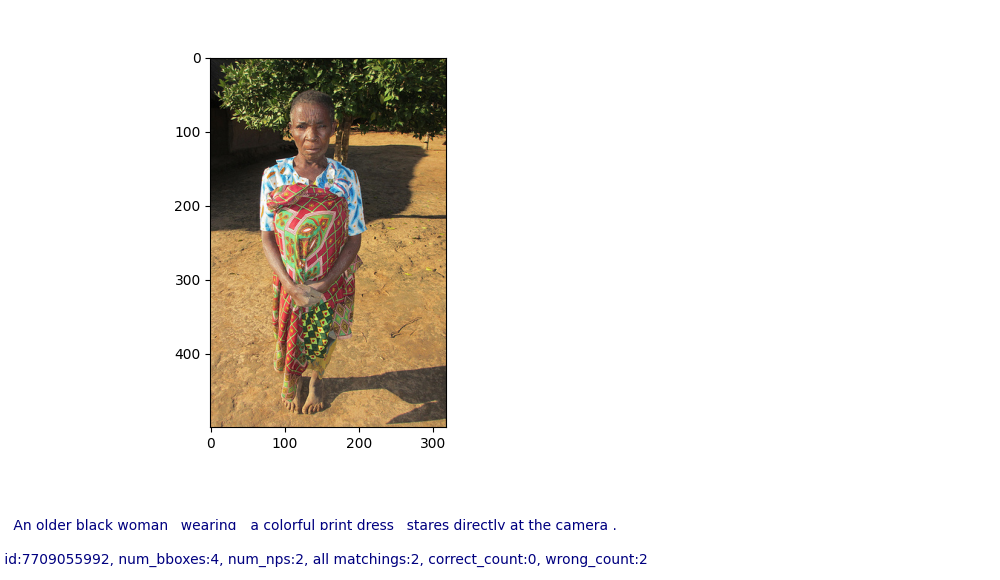 0
100
200
300
400
0 100 200 300
An older black woman   wearing   a colorful print dress   stares directly at the camera .
id:7709055992, num_bboxes:4, num_nps:2, all matchings:2, correct_count:0, wrong_count:2